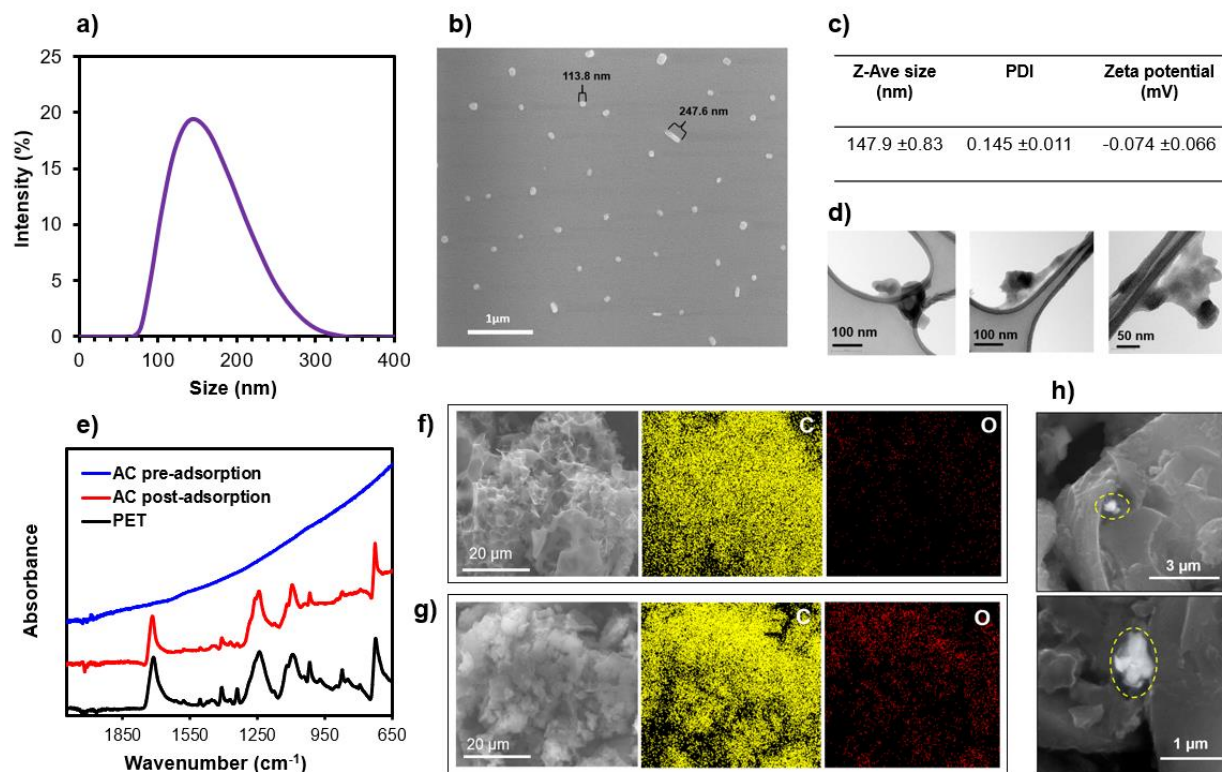 a)
25
20
15
10
5
0
Intensity (%)
0 100 200 300 400
Size (nm)
b)
113.8 nm
247.6 nm
1µm
c)
Z-Ave size (nm) PDI Zeta potential (mV)
147.9 ±0.83 0.145 ±0.011 -0.074 ±0.066
d)
100 nm
100 nm
50 nm
e)
AC pre-adsorption
AC post-adsorption
PET
Absorbance
1850 1550 1250 950 650
Wavenumber (cm⁻¹)
f)
20 µm
C
O
g)
20 µm
C
O
h)
3 µm
1 µm